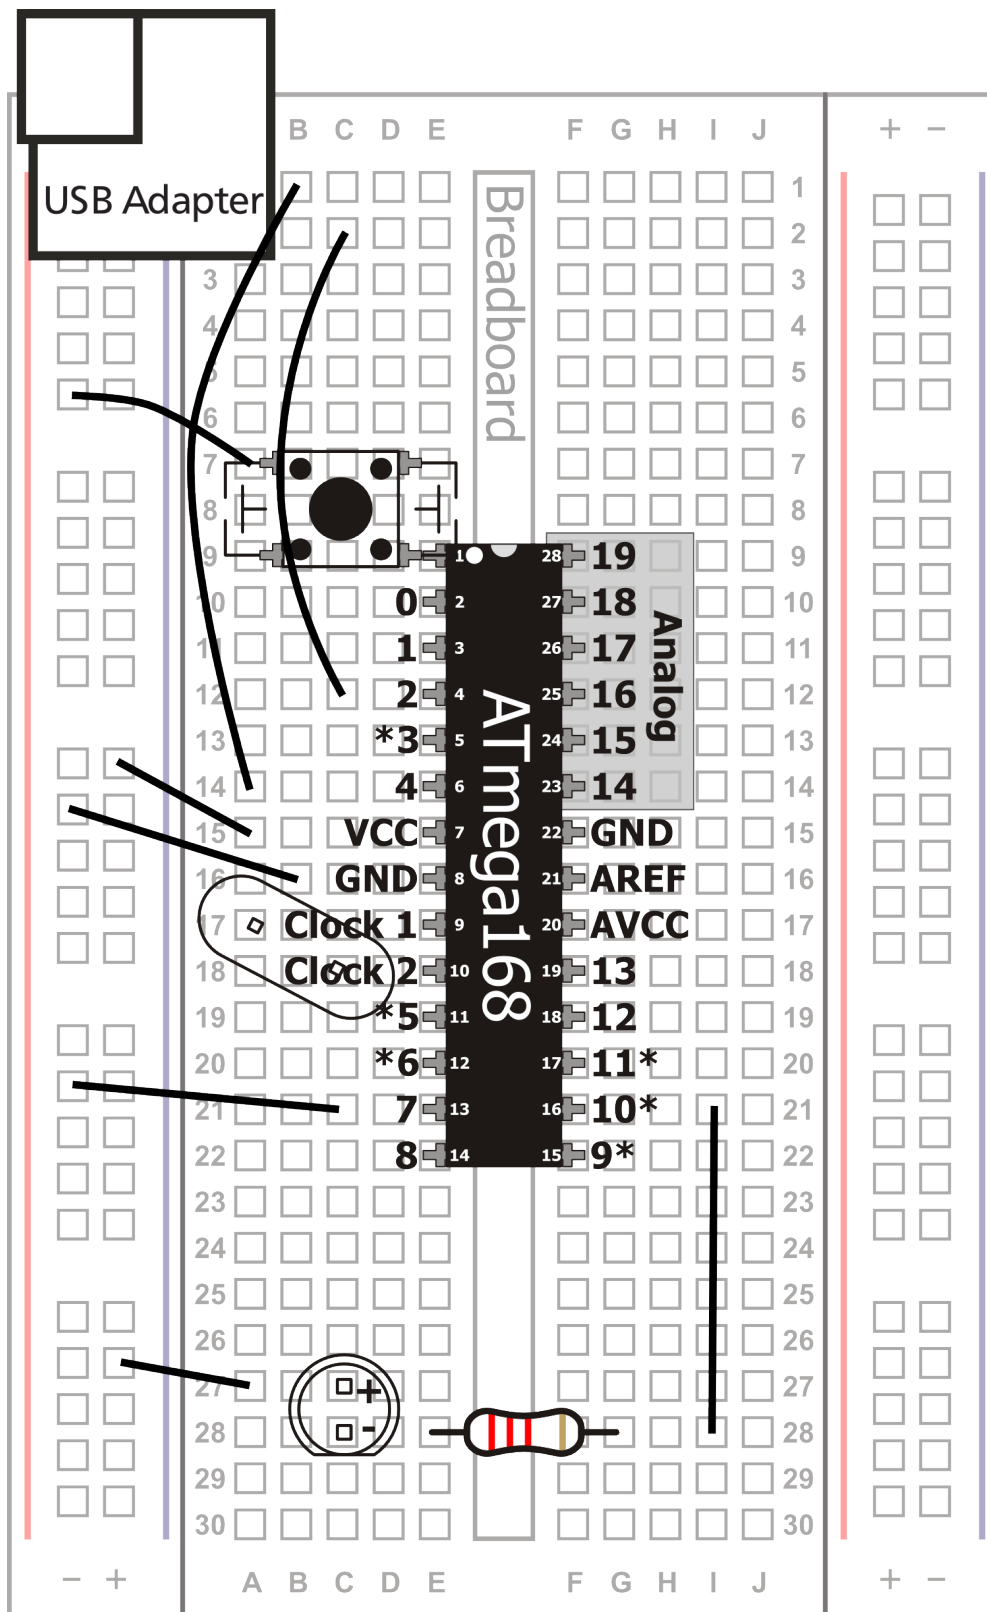 USB Adapter
B C D E F G H I J + −
Breadboard
1
2
3 3
4 4
5 5
6 6
7 7
8 8
9 1 28 19 9
10 0 2 27 18 10
11 1 3 26 17 11
12 2 4 25 16 12
13 *3 5 24 15 13
14 4 6 23 14 14
Analog
ATmega168
15 VCC 7 22 GND 15
16 GND 8 21 AREF 16
17 Clock 1 9 20 AVCC 17
18 Clock 2 10 19 13 18
19 *5 11 18 12 19
20 *6 12 17 11* 20
21 7 13 16 10* 21
22 8 14 15 9* 22
23 23
24 24
25 25
26 26
27 + 27
28 - 28
29 29
30 30
− + A B C D E F G H I J + −